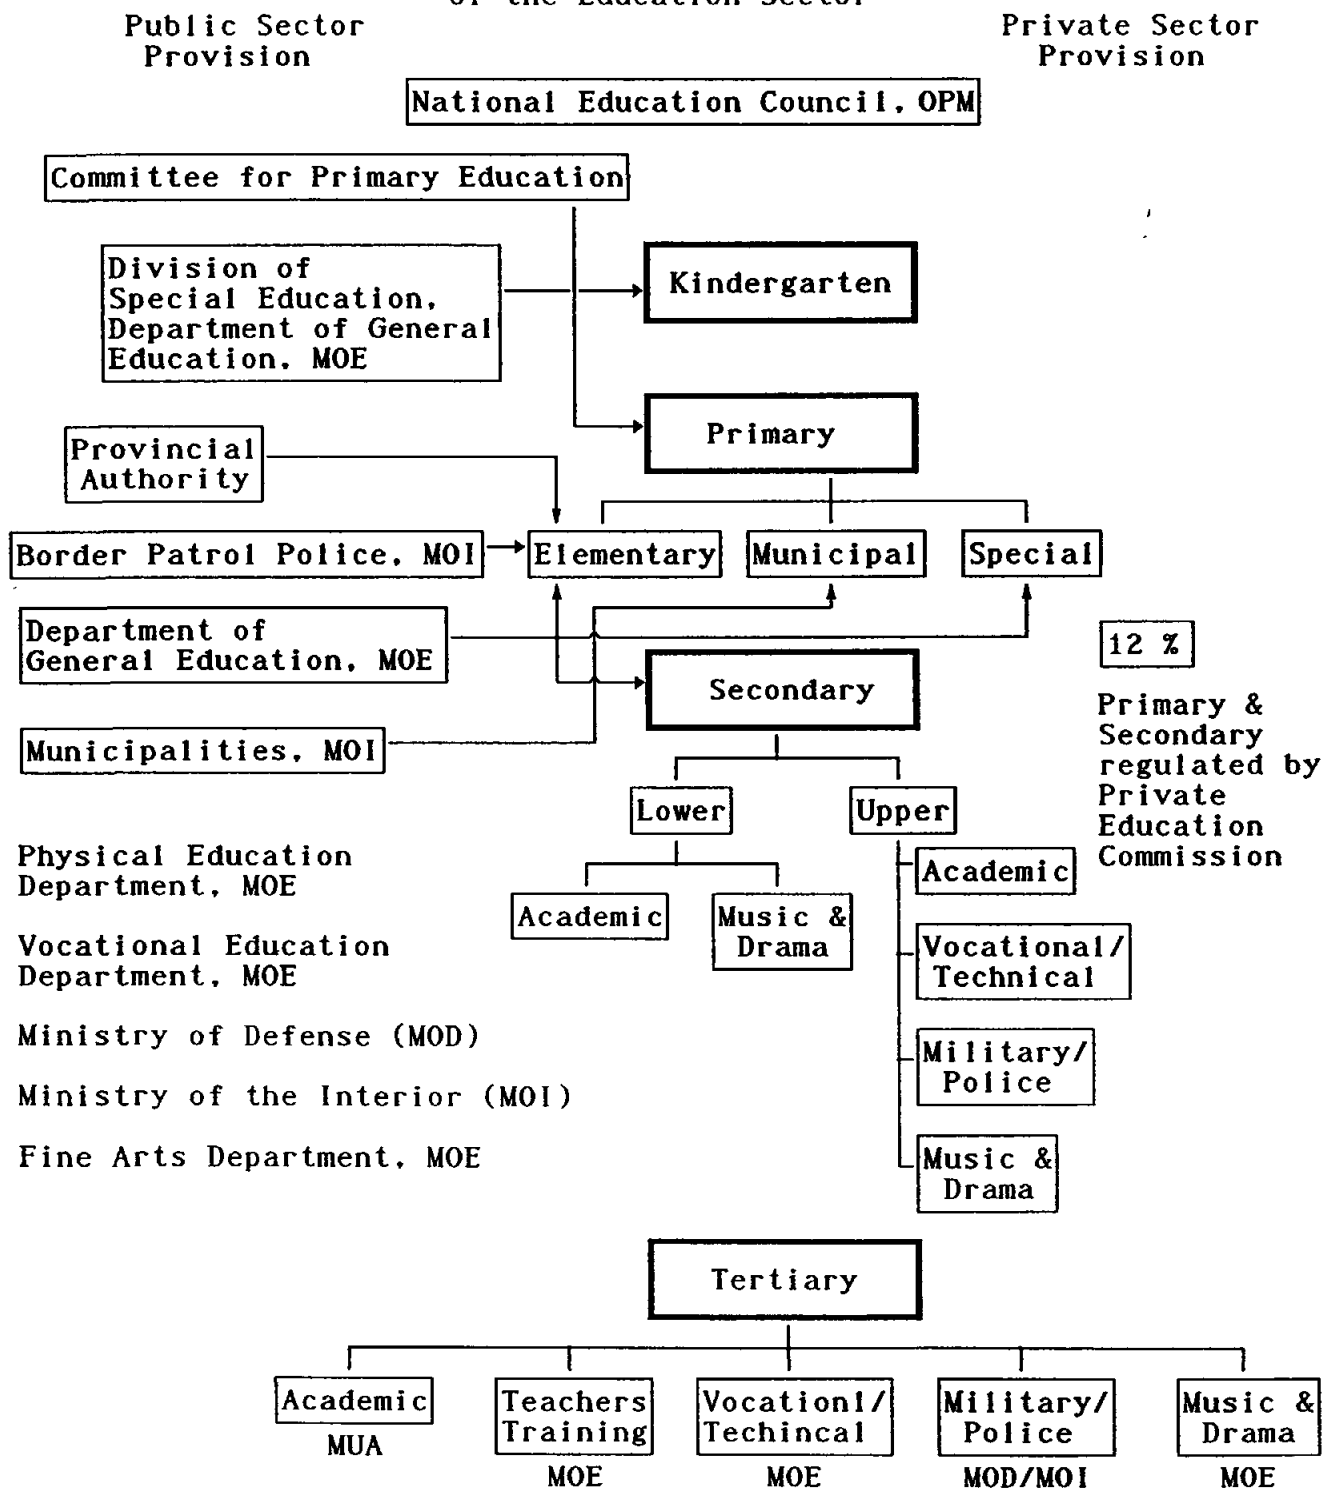 of the Education Sector
Public Sector
Provision
Private Sector
Provision
National Education Council, OPM
Committee for Primary Education
Division of
Special Education,
Department of General
Education, MOE
Kindergarten
Primary
Provincial
Authority
Border Patrol Police, MOI
Elementary
Municipal
Special
Department of
General Education, MOE
12 %
Secondary
Primary &
Secondary
regulated by
Private
Education
Commission
Municipalities, MOI
Lower
Upper
Physical Education
Department, MOE
Academic
Academic
Music &
Drama
Vocational Education
Department, MOE
Vocational/
Technical
Ministry of Defense (MOD)
Military/
Police
Ministry of the Interior (MOI)
Fine Arts Department, MOE
Music &
Drama
Tertiary
Academic
MUA
Teachers
Training
MOE
Vocationl/
Techincal
MOE
Military/
Police
MOD/MOI
Music &
Drama
MOE